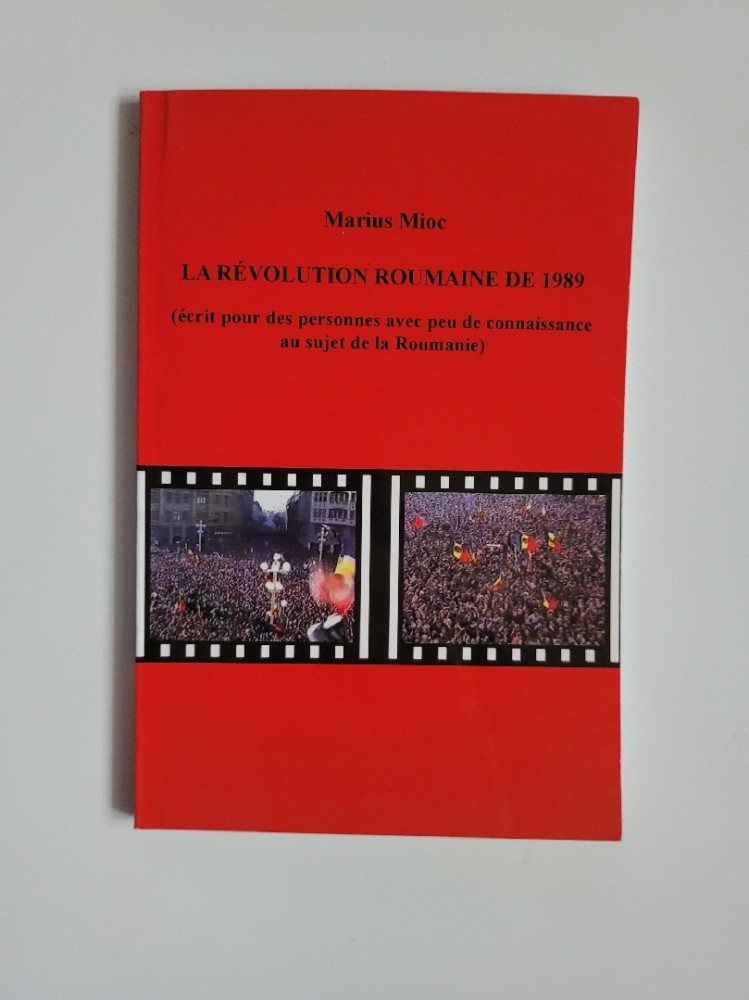 Marius Mioc
LA RÉVOLUTION ROUMAINE DE 1989
(écrit pour des personnes avec peu de connaissance
au sujet de la Roumanie)